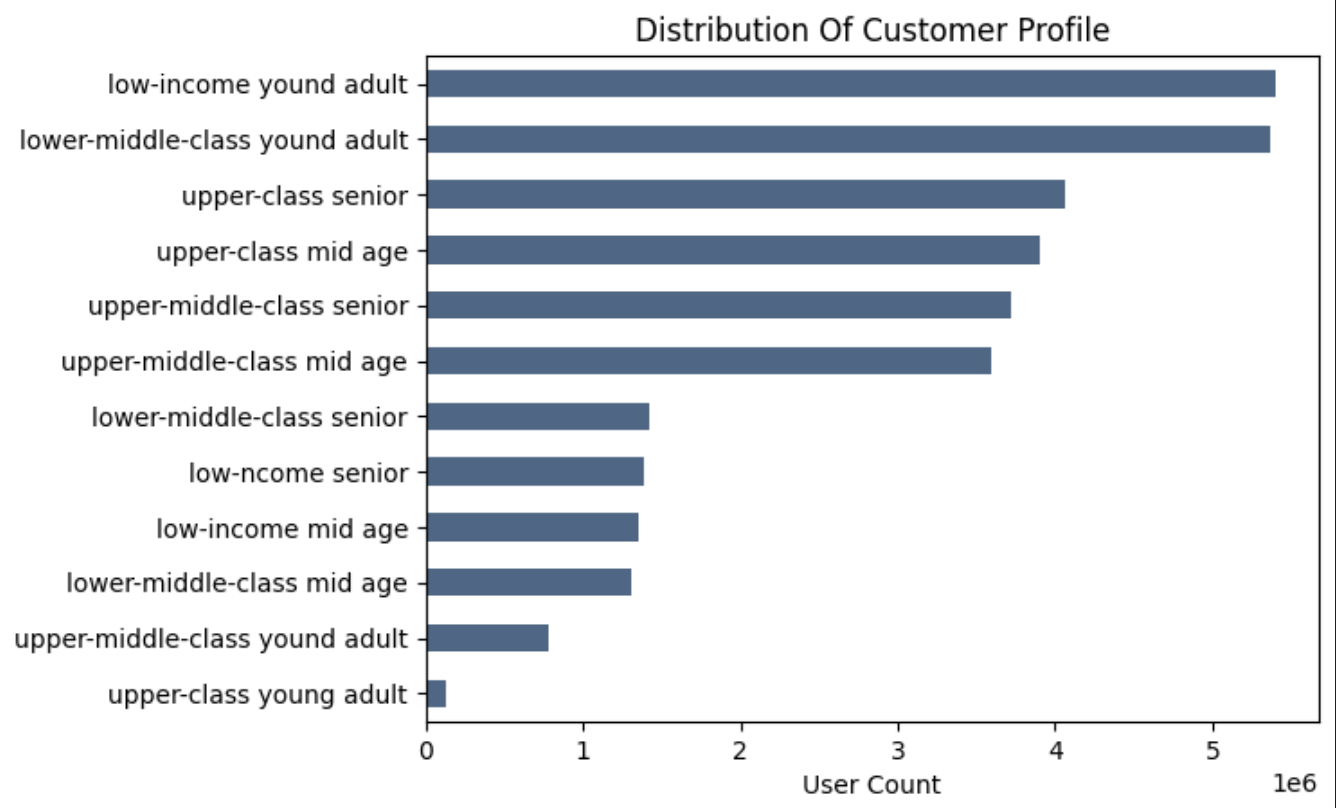 Distribution Of Customer Profile
low-income yound adult
lower-middle-class yound adult
upper-class senior
upper-class mid age
upper-middle-class senior
upper-middle-class mid age
lower-middle-class senior
low-ncome senior
low-income mid age
lower-middle-class mid age
upper-middle-class yound adult
upper-class young adult
0 1 2 3 4 5
User Count
1e6